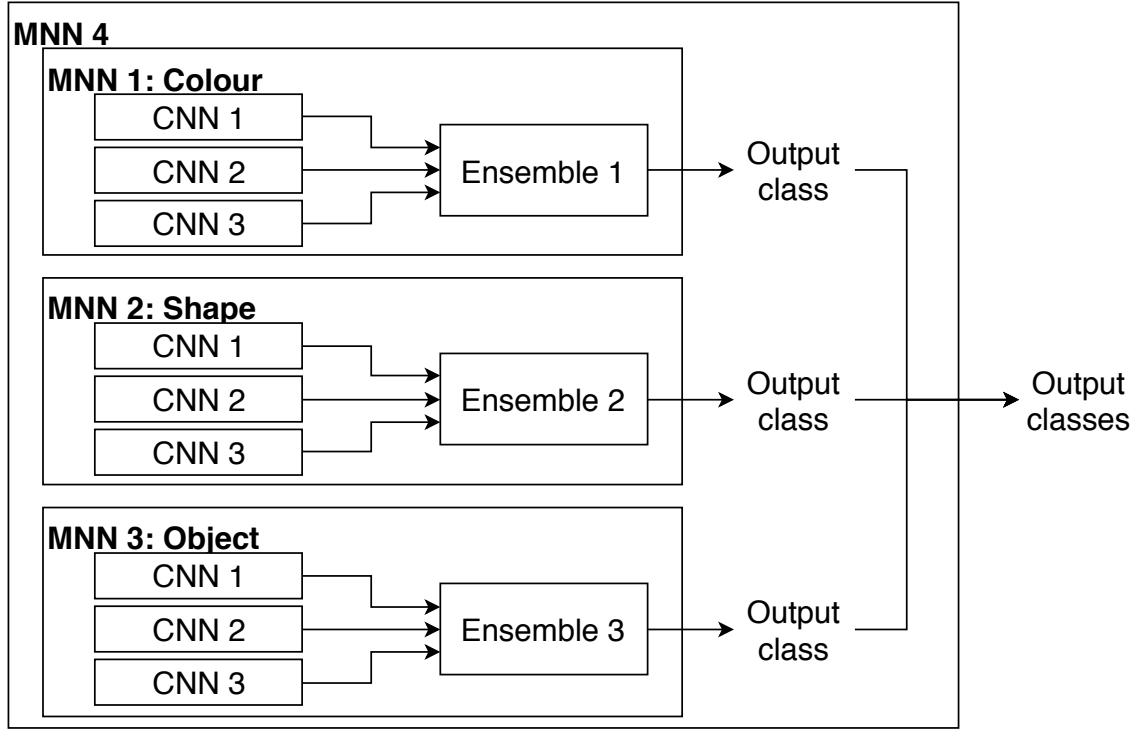 MNN 4
MNN 1: Colour
CNN 1
CNN 2
CNN 3
Ensemble 1
Output
class
MNN 2: Shape
CNN 1
CNN 2
CNN 3
Ensemble 2
Output
class
MNN 3: Object
CNN 1
CNN 2
CNN 3
Ensemble 3
Output
class
Output
classes